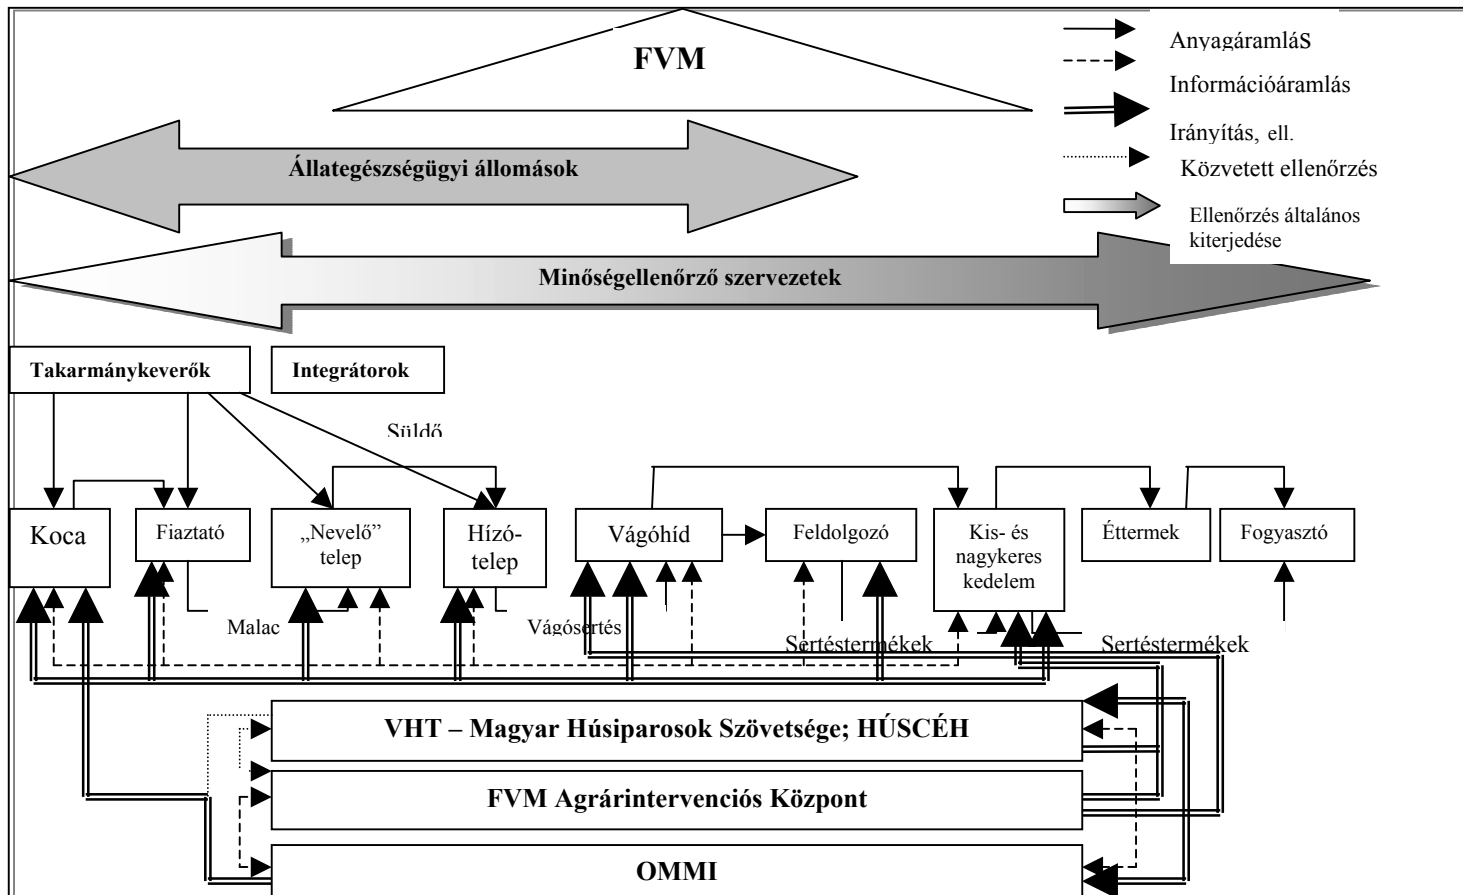 FVM
AnyagáramláS
Információáramlás
Irányítás, ell.
Közvetett ellenőrzés
Ellenőrzés általános
kiterjedése
Állategészségügyi állomások
Minőségellenőrző szervezetek
Takarmánykeverők
Integrátorok
Süldő
Koca
Fiaztató
„Nevelő”
telep
Hízó-
telep
Vágóhíd
Feldolgozó
Kis- és
nagykeres
kedelem
Éttermek
Fogyasztó
Malac
Vágósertés
Sertéstermékek
Sertéstermékek
VHT – Magyar Húsiparosok Szövetsége; HÚSCÉH
FVM Agrárintervenciós Központ
OMMI